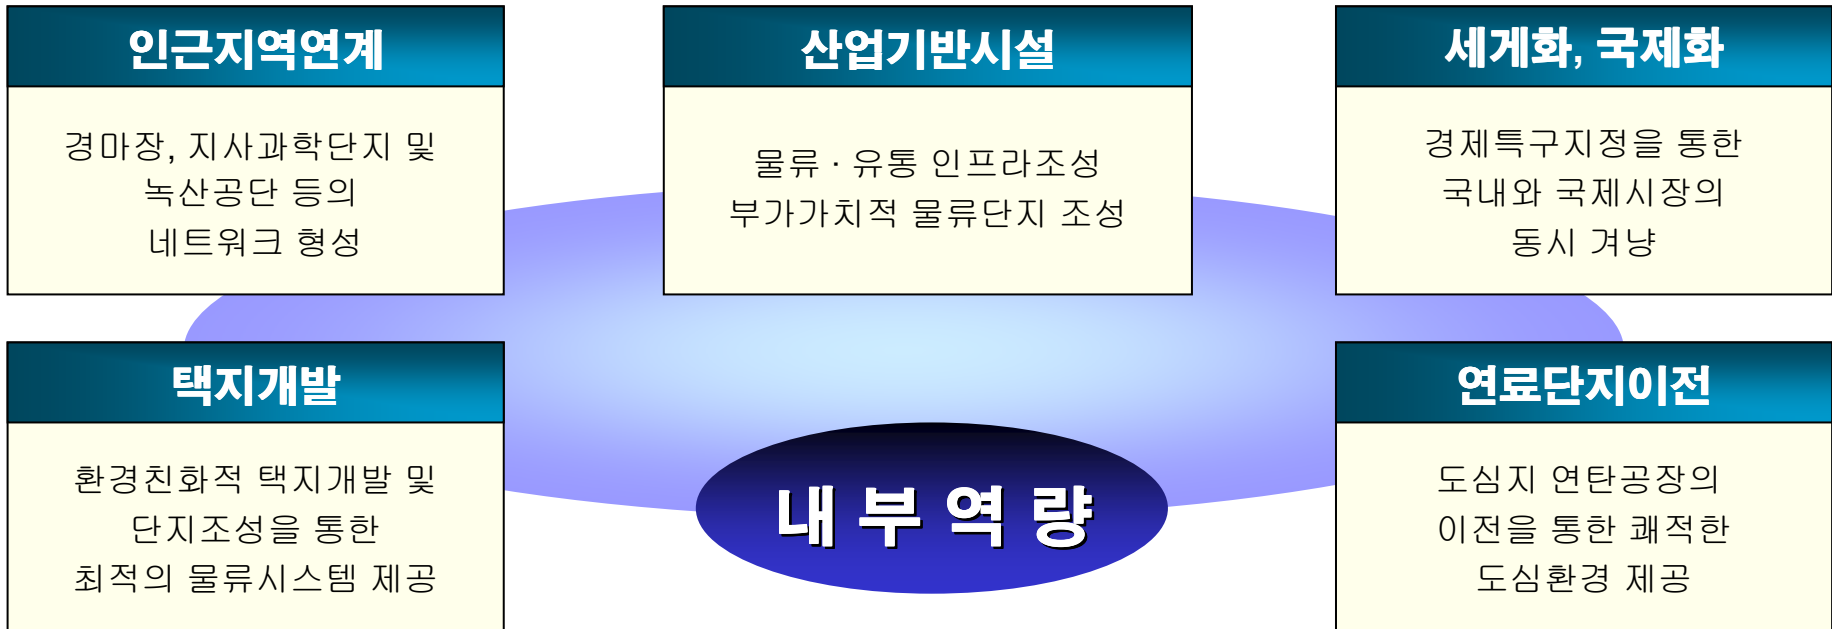 인근지역연계
경마장, 지사과학단지 및
녹산공단 등의
네트워크 형성
산업기반시설
물류 · 유통 인프라조성
부가가치적 물류단지 조성
세게화, 국제화
경제특구지정을 통한
국내와 국제시장의
동시 겨냥
택지개발
환경친화적 택지개발 및
단지조성을 통한
최적의 물류시스템 제공
내 부 역 량
연료단지이전
도심지 연탄공장의
이전을 통한 쾌적한
도심환경 제공